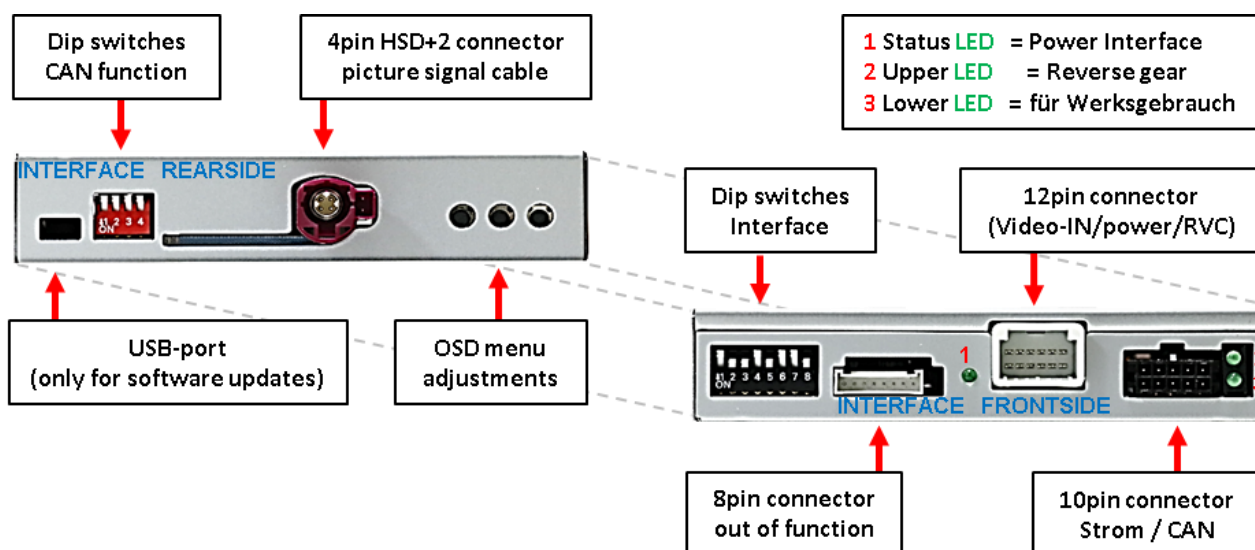 Dip switches
CAN function
4pin HSD+2 connector
picture signal cable
1 Status LED = Power Interface
2 Upper LED = Reverse gear
3 Lower LED = für Werksgebrauch
INTERFACE REARSIDE
1 2 3 4
ON
Dip switches
Interface
12pin connector
(Video-IN/power/RVC)
USB-port
(only for software updates)
OSD menu
adjustments
1
1 2 3 4 5 6 7 8
ON
INTERFACE FRONTSIDE
8pin connector
out of function
10pin connector
Strom / CAN